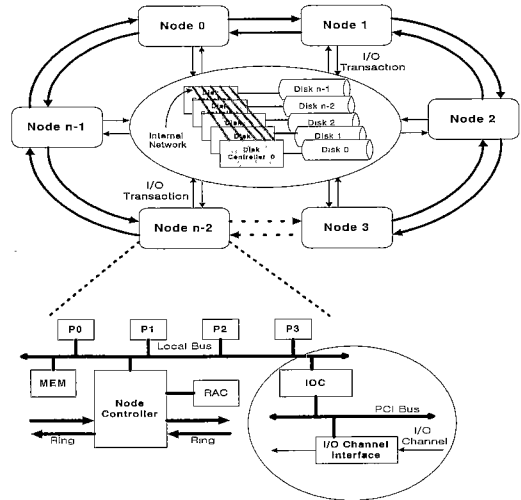 Node 0
Node 1
I/O
Transaction
Disk
Disk n-1
Disk n-2
Disk 2
Disk 1
Disk 0
Disk
Disk
Controller 0
Internal
Network
Node n-1
Node 2
I/O
Transaction
Node n-2
Node 3
P0
P1
P2
P3
Local Bus
MEM
Node
Controller
RAC
IOC
PCI Bus
Ring
Ring
I/O Channel
Interface
I/O
Channel